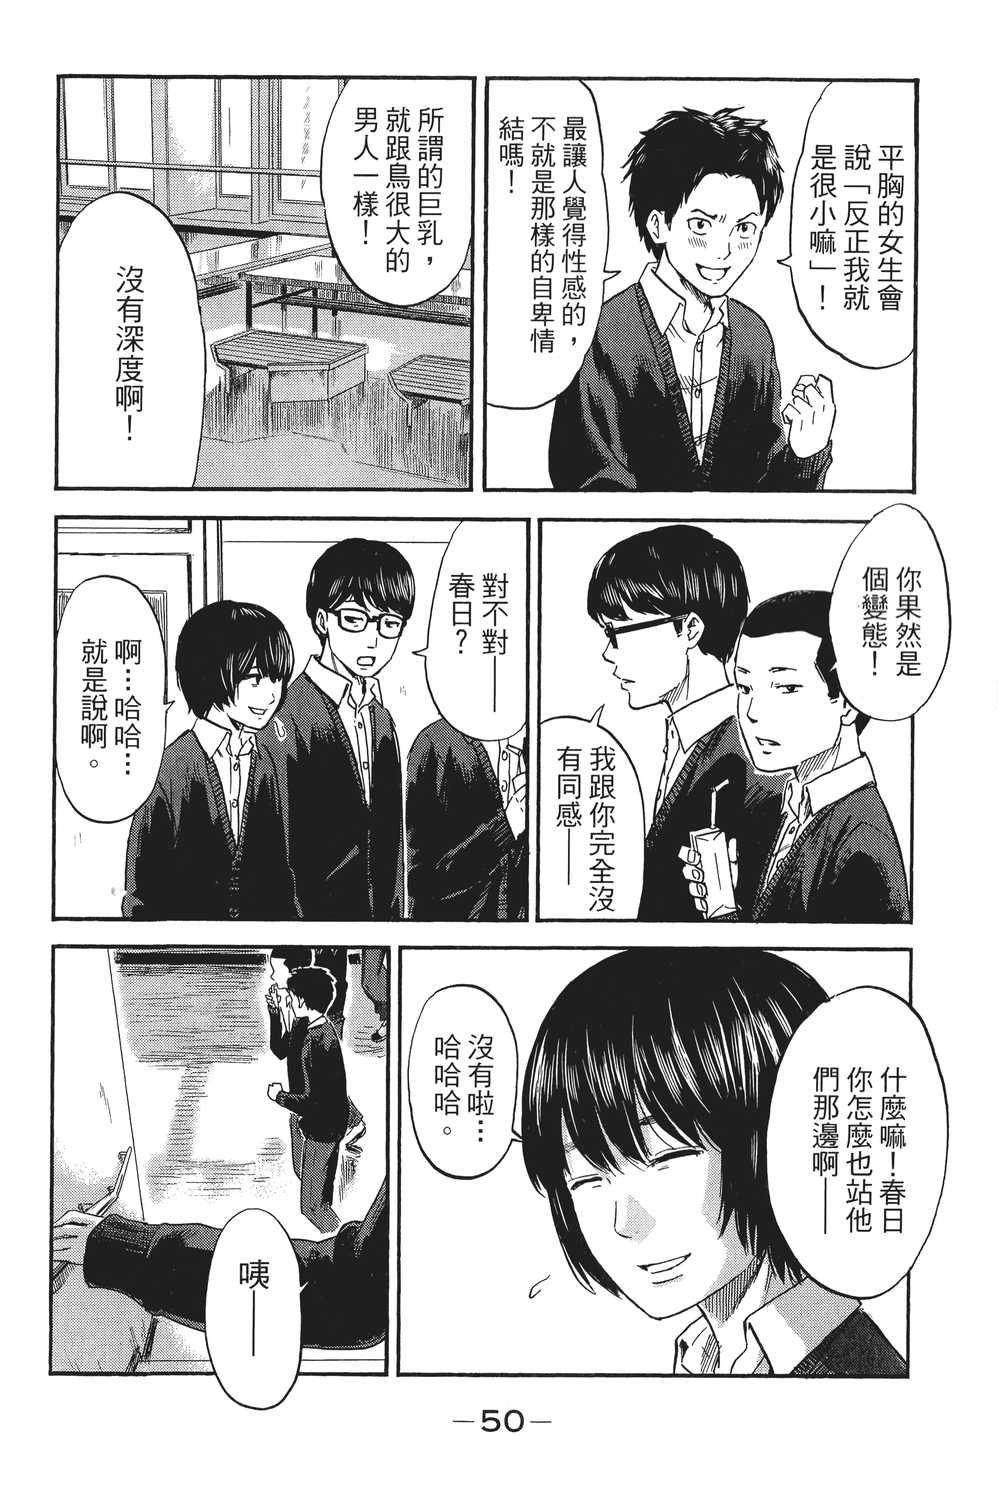 平胸的女生會
說「反正我就
是很小嘛」！
最讓人覺得性感的，
不就是那樣的自卑情
結嗎！
所謂的巨乳，
就跟鳥很大的
男人一樣！
沒有深度啊！
你果然是
個變態！
我跟你完全沒
有同感——
對不對——
春日？
啊…哈哈…
就是說啊。
什麼嘛！春日
你怎麼也站他
們那邊啊——
沒有啦…
哈哈哈。
咦——
—50—